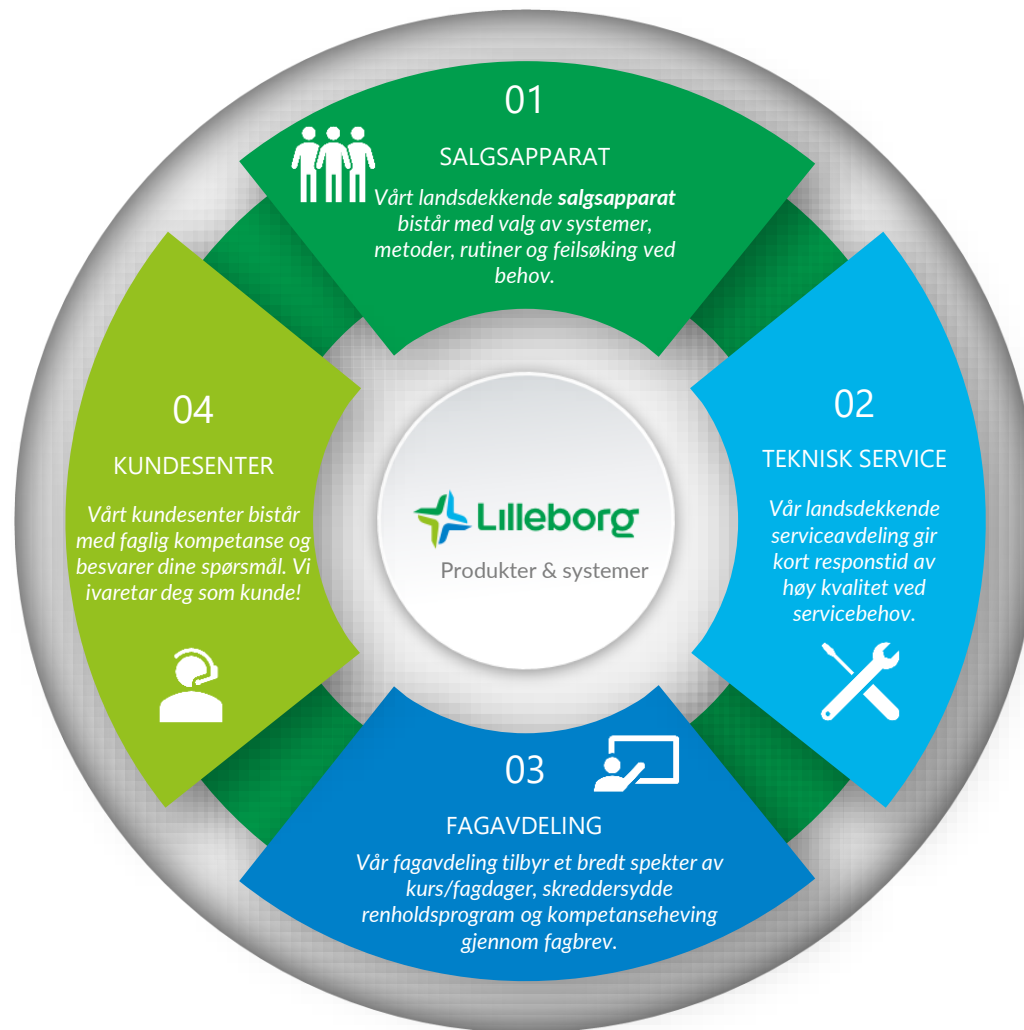 01
SALGSAPPARAT
Vårt landsdekkende salgsapparat
bistår med valg av systemer,
metoder, rutiner og feilsøking ved
behov.
02
TEKNISK SERVICE
Vår landsdekkende
serviceavdeling gir
kort responstid av
høy kvalitet ved
servicebehov.
03
FAGAVDELING
Vår fagavdeling tilbyr et bredt spekter av
kurs/fagdager, skreddersydde
renholdsprogram og kompetanseheving
gjennom fagbrev.
04
KUNDESENTER
Vårt kundesenter bistår
med faglig kompetanse og
besvarer dine spørsmål. Vi
ivaretar deg som kunde!
Lilleborg
Produkter & systemer